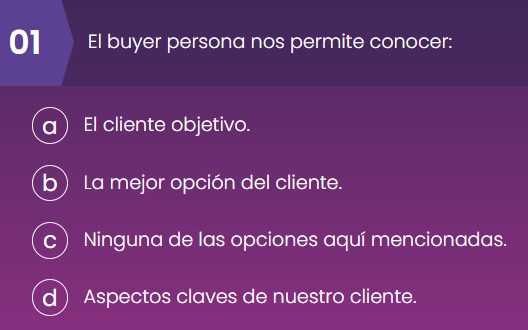 01
El buyer persona nos permite conocer:
a El cliente objetivo.
b La mejor opción del cliente.
c Ninguna de las opciones aquí mencionadas.
d Aspectos claves de nuestro cliente.